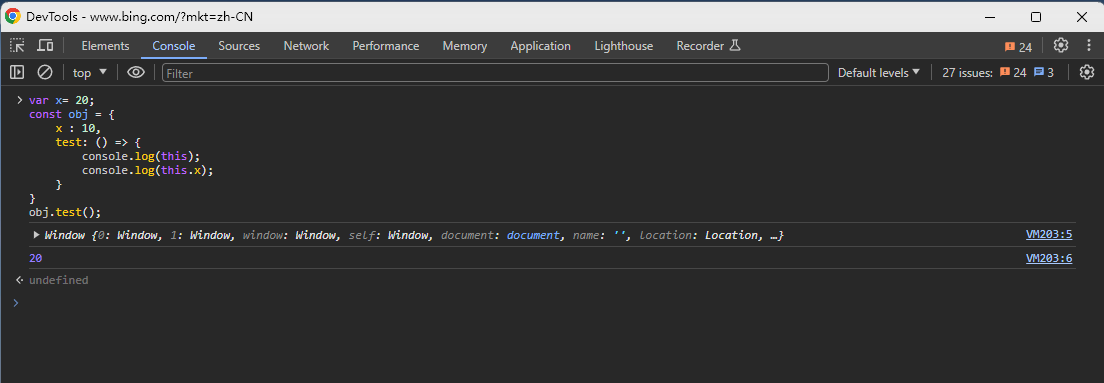 DevTools - www.bing.com/?mkt=zh-CN
Elements Console Sources Network Performance Memory Application Lighthouse Recorder 24
top Filter Default levels 27 issues: 24 3
var x= 20;
const obj = {
    x : 10,
    test: () => {
        console.log(this);
        console.log(this.x);
    }
}
obj.test();
Window {0: Window, 1: Window, window: Window, self: Window, document: document, name: '', location: Location, …} VM203:5
20 VM203:6
undefined